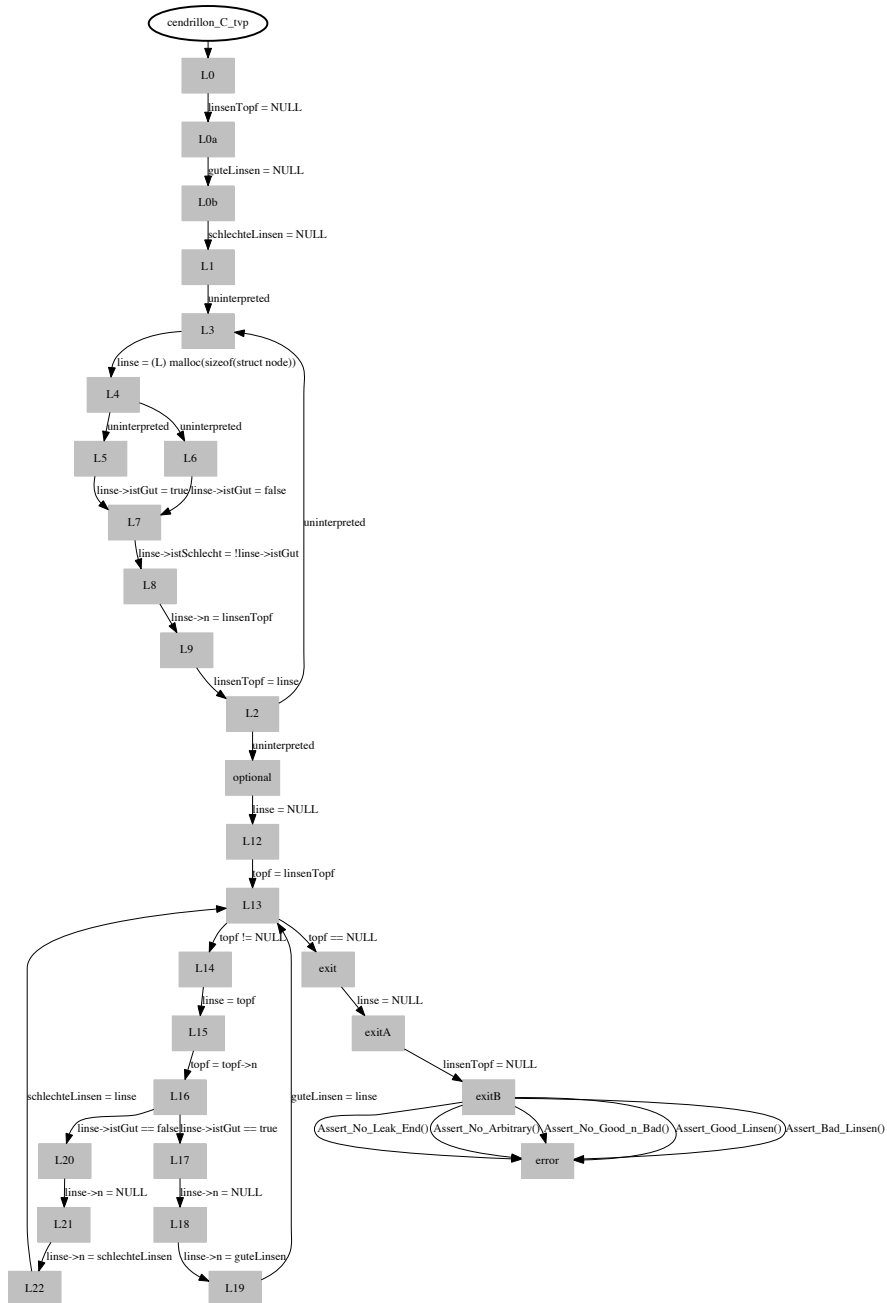 cendrillon_C_tvp
L0
linsenTopf = NULL
L0a
guteLinsen = NULL
L0b
schlechteLinsen = NULL
L1
uninterpreted
L3
linse = (L) malloc(sizeof(struct node))
L4
uninterpreted
uninterpreted
L5
L6
linse->istGut = true
linse->istGut = false
L7
uninterpreted
linse->istSchlecht = !linse->istGut
L8
linse->n = linsenTopf
L9
linsenTopf = linse
L2
uninterpreted
optional
linse = NULL
L12
topf = linsenTopf
L13
topf != NULL
topf == NULL
L14
exit
linse = topf
linse = NULL
L15
exitA
topf = topf->n
linsenTopf = NULL
schlechteLinsen = linse
L16
guteLinsen = linse
exitB
linse->istGut == false
linse->istGut == true
Assert_No_Leak_End()
Assert_No_Arbitrary()
Assert_No_Good_n_Bad()
Assert_Good_Linsen()
Assert_Bad_Linsen()
L20
L17
error
linse->n = NULL
linse->n = NULL
L21
L18
linse->n = schlechteLinsen
linse->n = guteLinsen
L22
L19